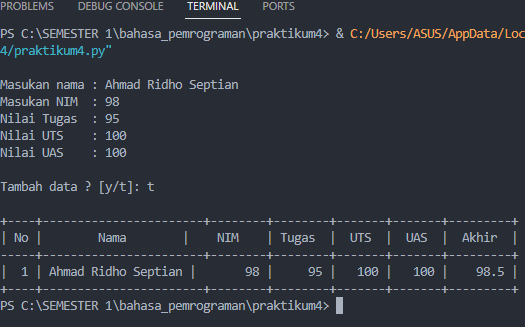 PROBLEMS DEBUG CONSOLE TERMINAL PORTS
PS C:\SEMESTER 1\bahasa_pemrograman\praktikum4> & C:/Users/ASUS/AppData/Loc
4/praktikum4.py"
Masukan nama : Ahmad Ridho Septian
Masukan NIM : 98
Nilai Tugas : 95
Nilai UTS : 100
Nilai UAS : 100
Tambah data ? [y/t]: t
+----+---------------------+--------+-------+------+------+--------+
| No | Nama | NIM | Tugas | UTS | UAS | Akhir |
+----+---------------------+--------+-------+------+------+--------+
| 1 | Ahmad Ridho Septian | 98 | 95 | 100 | 100 | 98.5 |
+----+---------------------+--------+-------+------+------+--------+
PS C:\SEMESTER 1\bahasa_pemrograman\praktikum4>